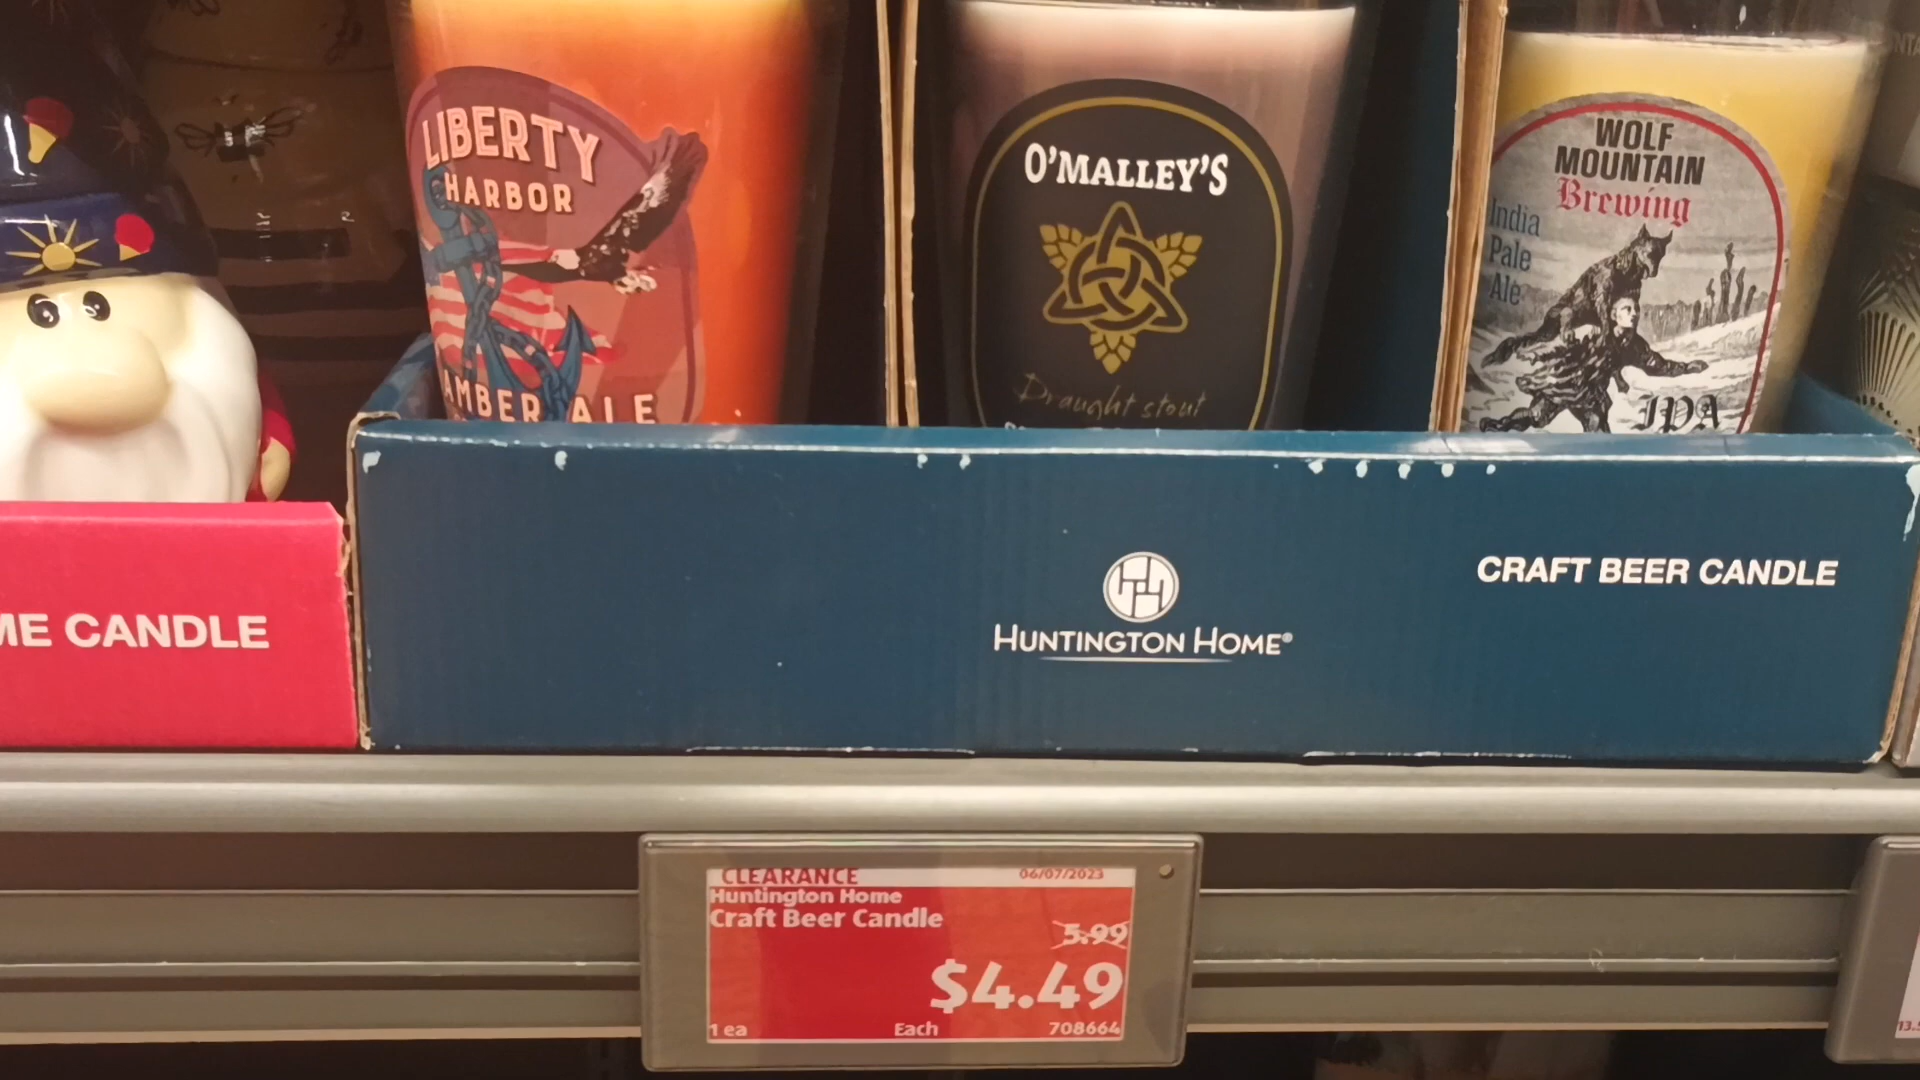 LIBERTY
HARBOR
AMBER ALE
O'MALLEY'S
Draught stout
WOLF
MOUNTAIN
Brewing
India
Pale
Ale
IPA
ME CANDLE
HUNTINGTON HOME®
CRAFT BEER CANDLE
CLEARANCE 06/07/2023
Huntington Home
Craft Beer Candle
5.99
$4.49
1 ea Each 708664
13.5